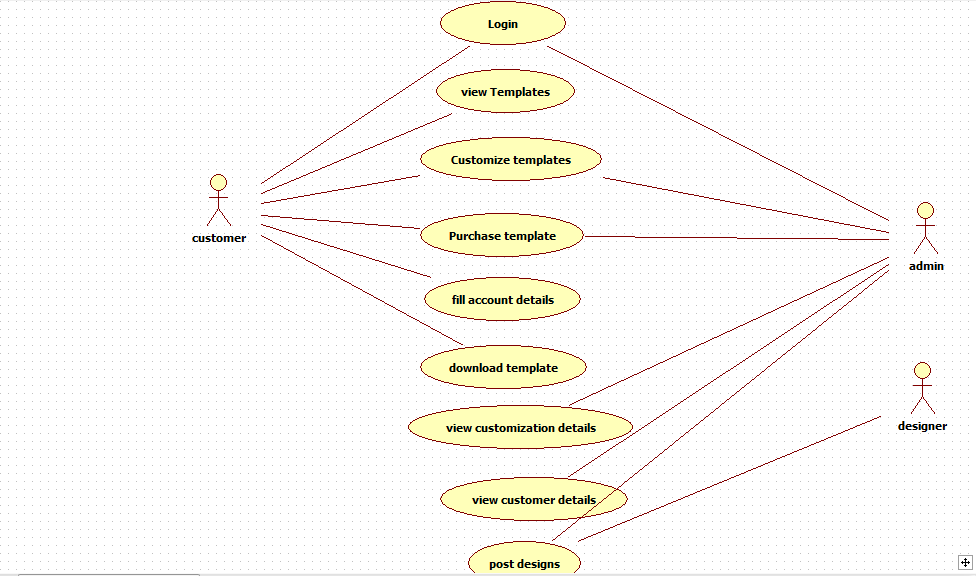 Login
view Templates
Customize templates
customer
Purchase template
admin
fill account details
download template
designer
view customization details
view customer details
post designs